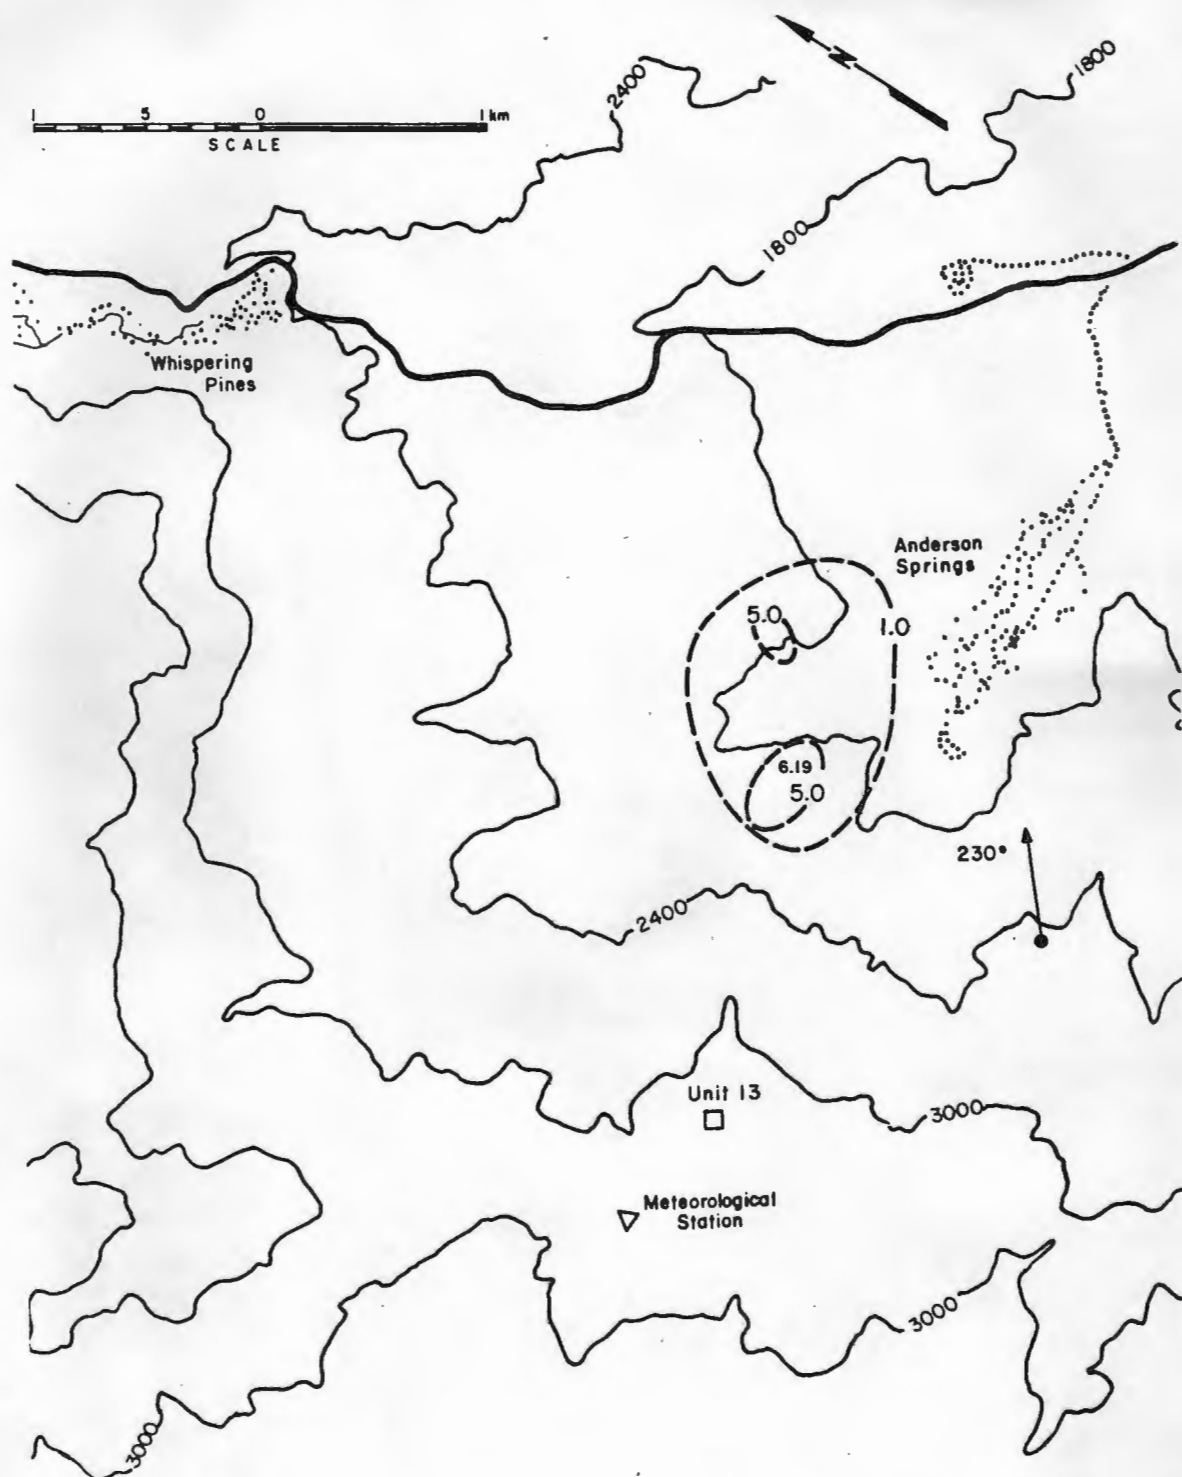 1800
2400
1 5 0 1 km
SCALE
N
1800
Whispering
Pines
Anderson
Springs
5.0
1.0
6.19
5.0
230°
2400
Unit 13
3000
Meteorological
Station
3000
3000